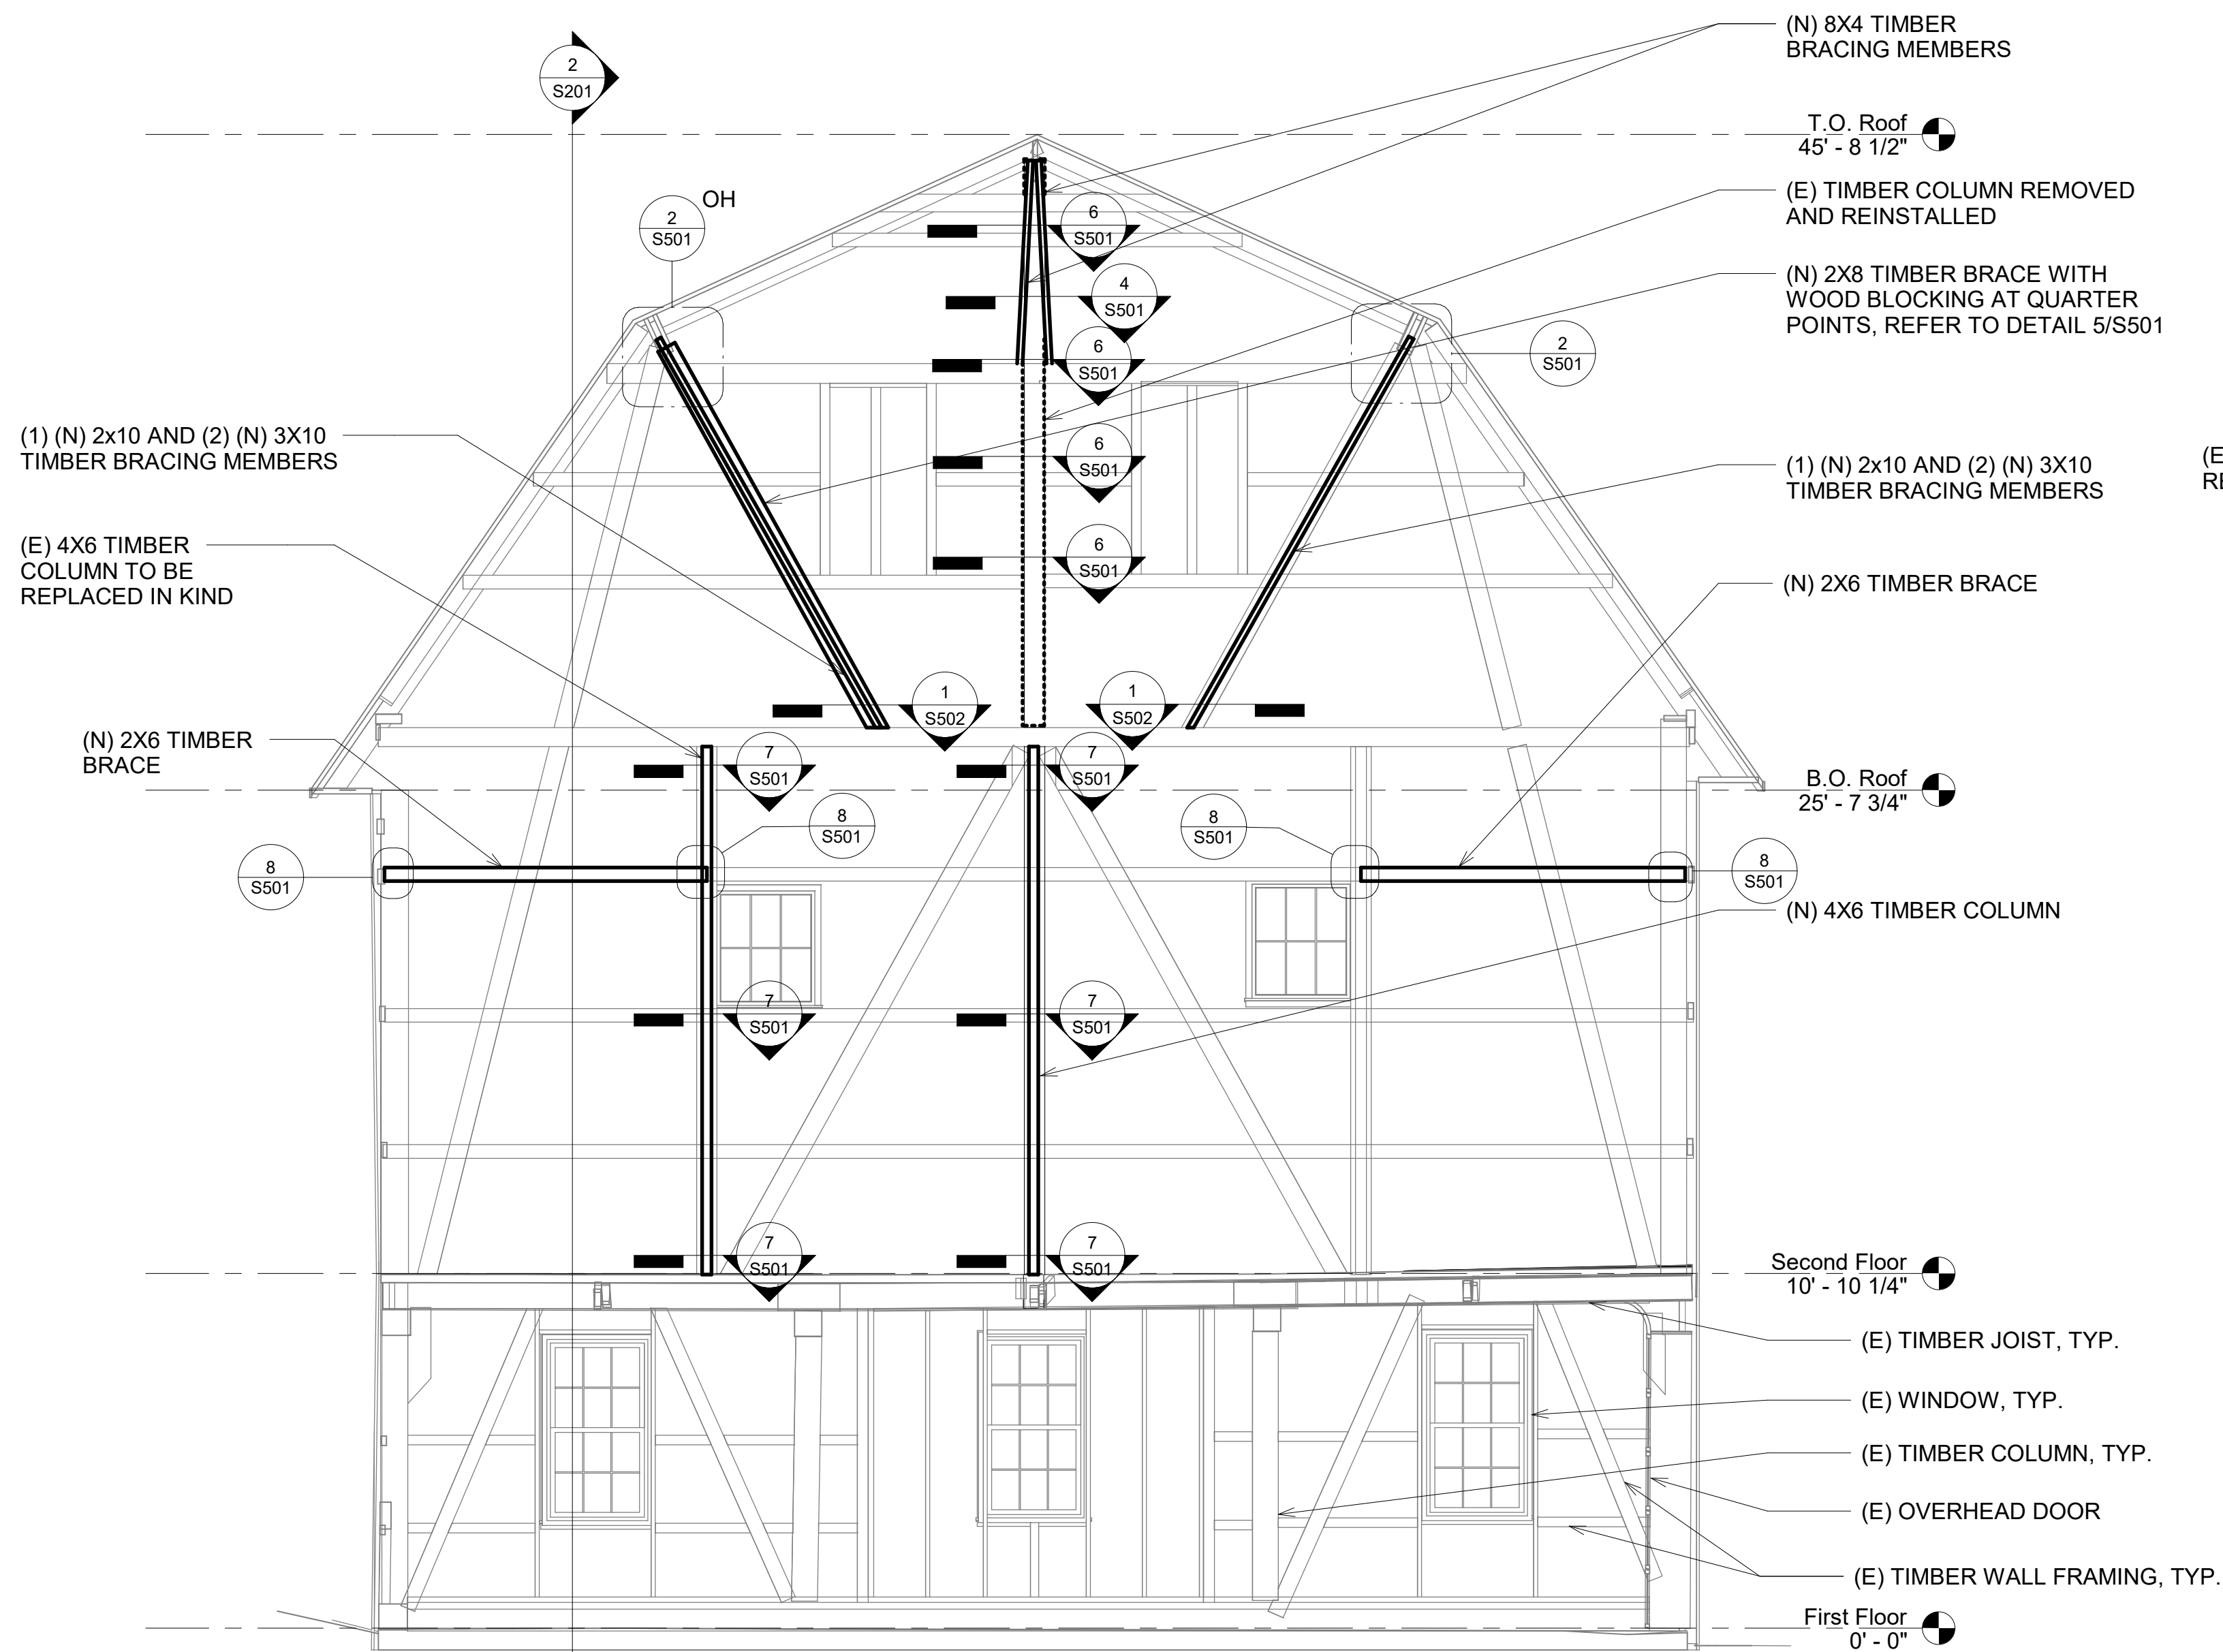 (N) 8X4 TIMBER
BRACING MEMBERS
2
S201
T.O. Roof
45' - 8 1/2"
(E) TIMBER COLUMN REMOVED
AND REINSTALLED
2
S501
OH
6
S501
4
S501
(N) 2X8 TIMBER BRACE WITH
WOOD BLOCKING AT QUARTER
POINTS, REFER TO DETAIL 5/S501
6
S501
2
S501
(1) (N) 2x10 AND (2) (N) 3X10
TIMBER BRACING MEMBERS
6
S501
(1) (N) 2x10 AND (2) (N) 3X10
TIMBER BRACING MEMBERS
(E
RE
(E) 4X6 TIMBER
COLUMN TO BE
REPLACED IN KIND
6
S501
(N) 2X6 TIMBER BRACE
1
S502
1
S502
(N) 2X6 TIMBER
BRACE
7
S501
7
S501
B.O. Roof
25' - 7 3/4"
8
S501
8
S501
8
S501
8
S501
(N) 4X6 TIMBER COLUMN
7
S501
7
S501
7
S501
7
S501
Second Floor
10' - 10 1/4"
(E) TIMBER JOIST, TYP.
(E) WINDOW, TYP.
(E) TIMBER COLUMN, TYP.
(E) OVERHEAD DOOR
(E) TIMBER WALL FRAMING, TYP.
First Floor
0' - 0"